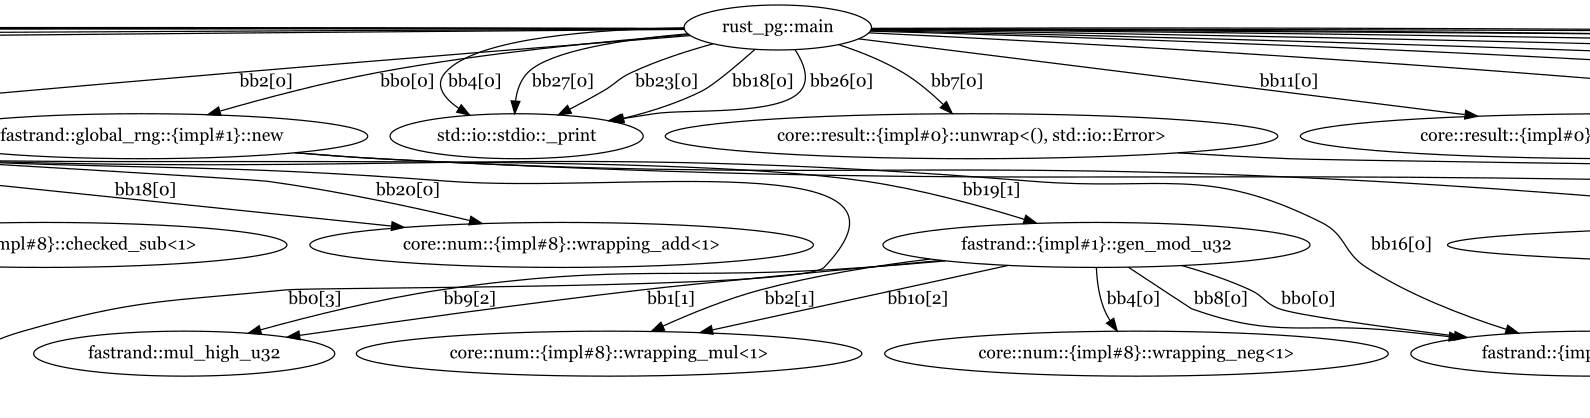 rust_pg::main
bb2[0] bb0[0] bb4[0] bb27[0] bb23[0] bb18[0] bb26[0] bb7[0] bb11[0]
fastrand::global_rng::{impl#1}::new std::io::stdio::_print core::result::{impl#0}::unwrap<(), std::io::Error> core::result::{impl#0}
bb18[0] bb20[0] bb19[1]
mpl#8}::checked_sub<1> core::num::{impl#8}::wrapping_add<1> fastrand::{impl#1}::gen_mod_u32 bb16[0]
bb0[3] bb9[2] bb1[1] bb2[1] bb10[2] bb4[0] bb8[0] bb0[0]
fastrand::mul_high_u32 core::num::{impl#8}::wrapping_mul<1> core::num::{impl#8}::wrapping_neg<1> fastrand::{imp